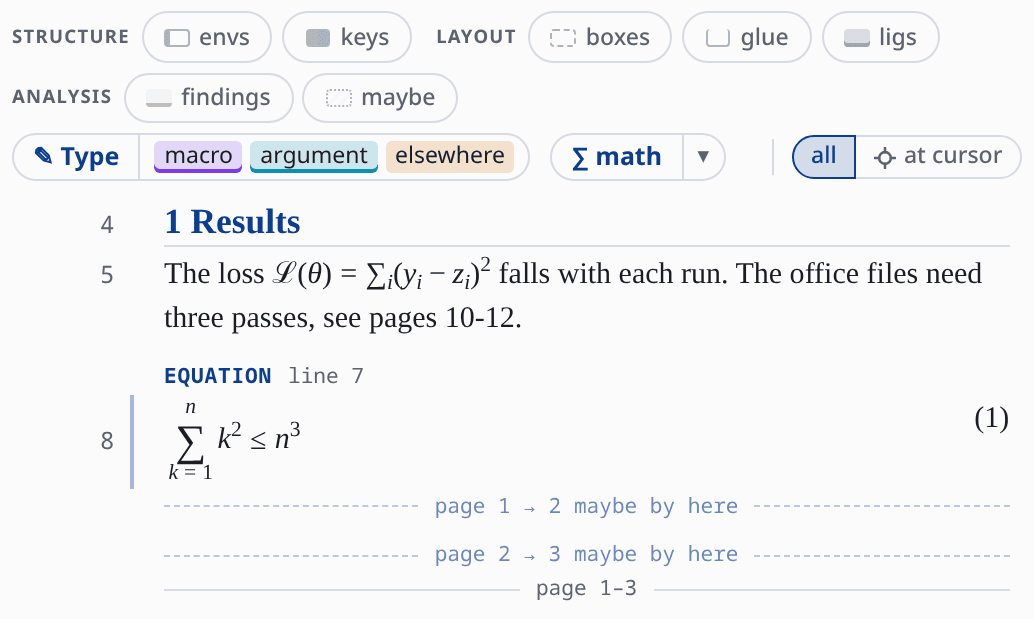 STRUCTURE envs keys LAYOUT boxes glue ligs
ANALYSIS findings maybe
✎ Type macro argument elsewhere ∑ math ▼ all at cursor
4 1 Results
5 The loss ℒ(θ) = ∑ᵢ(yᵢ − zᵢ)² falls with each run. The office files need
three passes, see pages 10-12.
EQUATION line 7
n
8 ∑ k² ≤ n³ (1)
k = 1
page 1 → 2 maybe by here
page 2 → 3 maybe by here
page 1–3